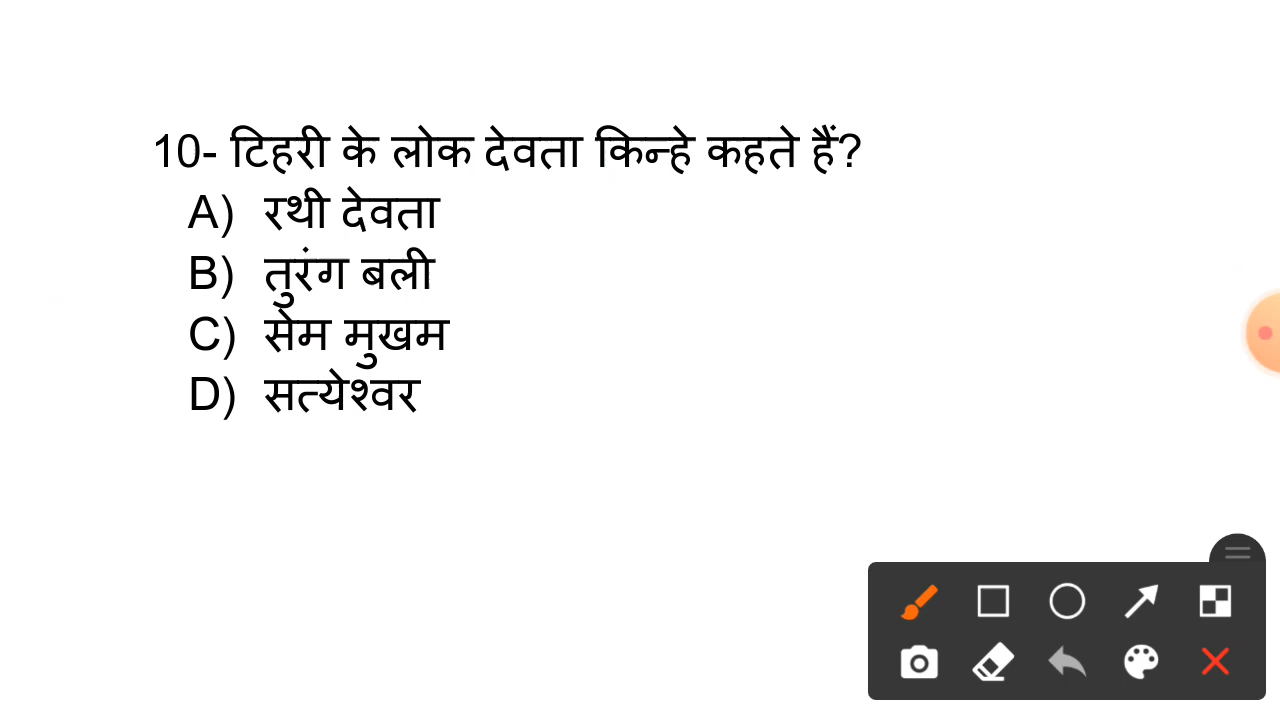 10- टिहरी के लोक देवता किन्हे कहते हैं?
A) रथी देवता
B) तुरंग बली
C) सेम मुखम
D) सत्येश्वर